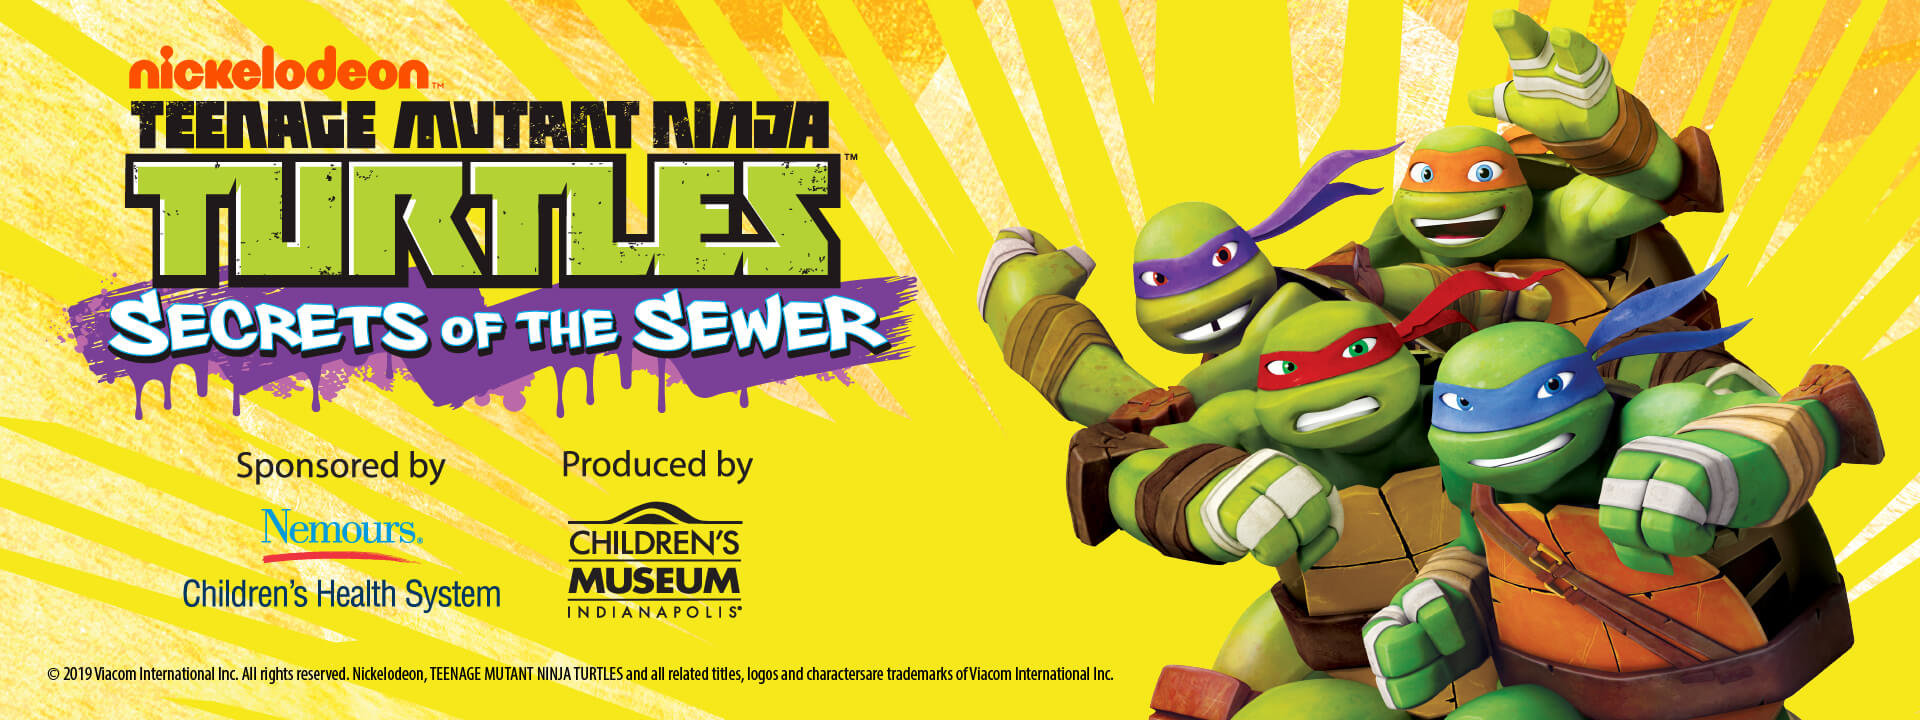 nickelodeon™
TEENAGE MUTANT NINJA
TURTLES™
SECRETS OF THE SEWER
Sponsored by
Nemours®
Children's Health System
Produced by
CHILDREN'S
MUSEUM
INDIANAPOLIS®
© 2019 Viacom International Inc. All rights reserved. Nickelodeon, TEENAGE MUTANT NINJA TURTLES and all related titles, logos and charactersare trademarks of Viacom International Inc.